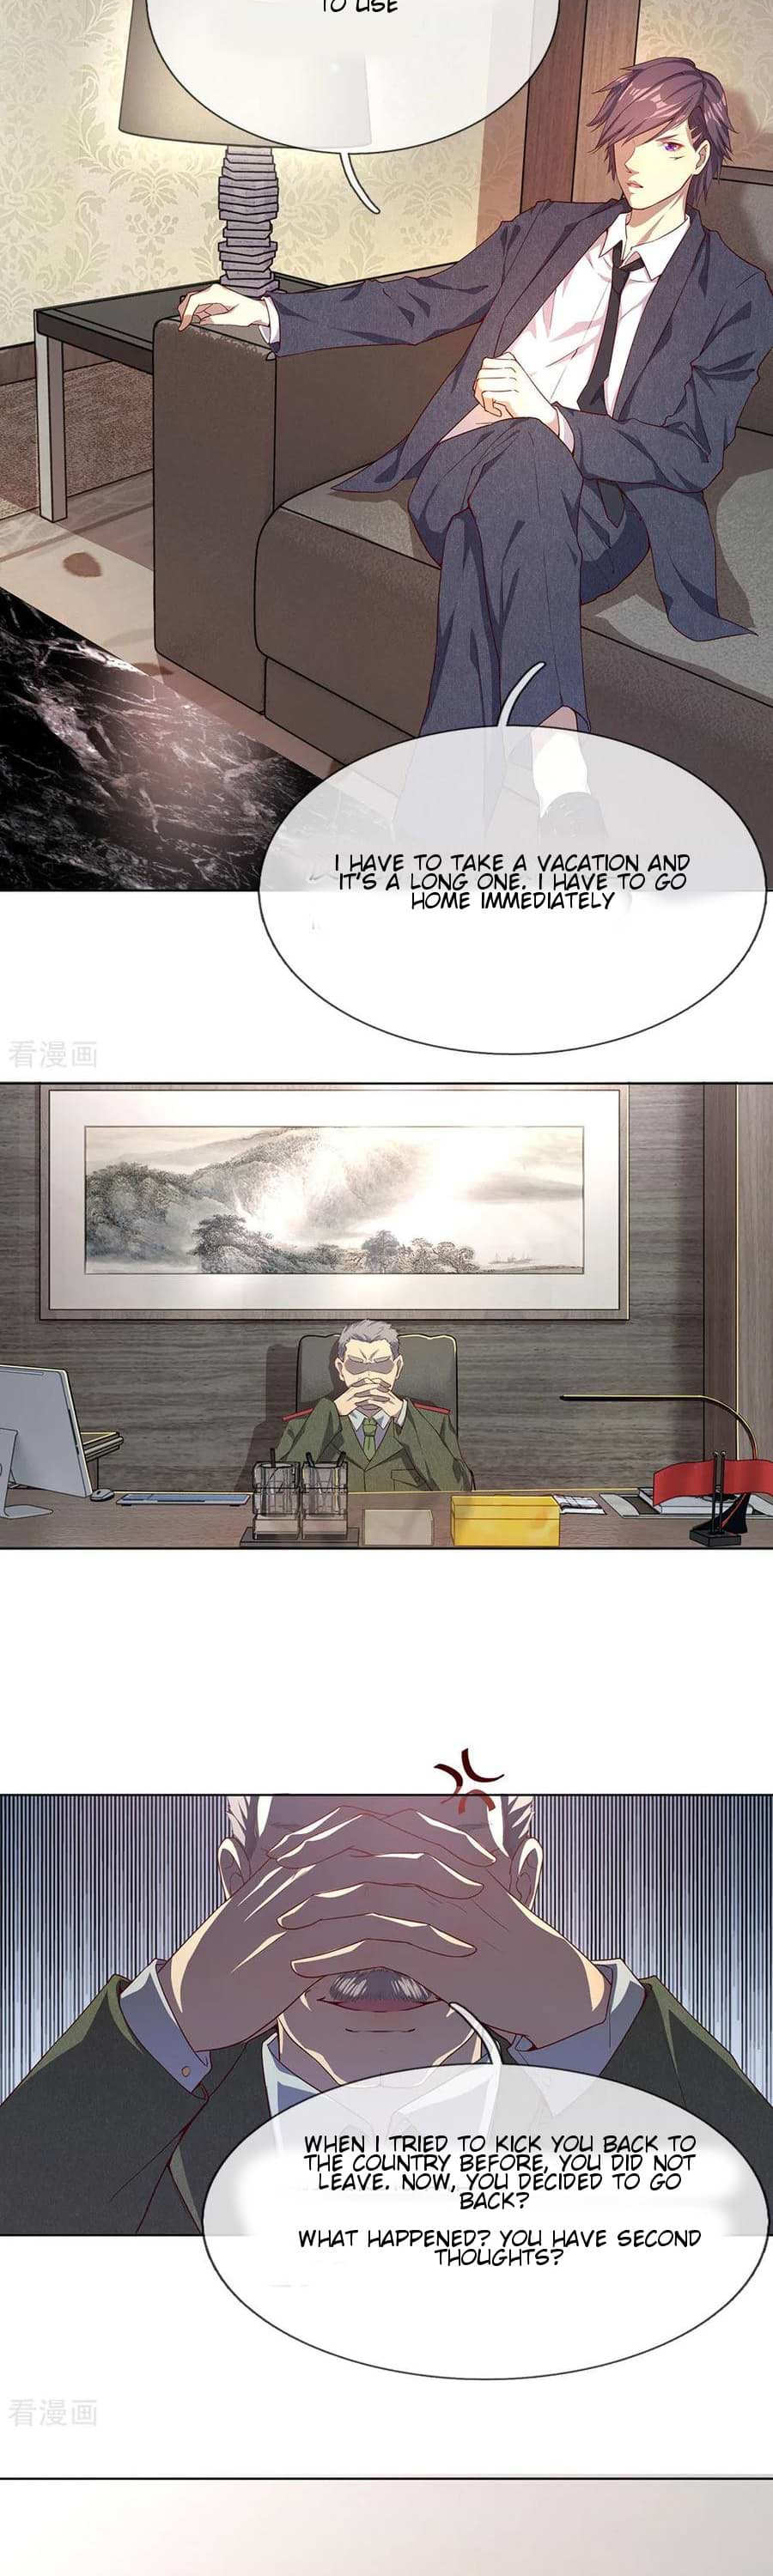 TO USE
I HAVE TO TAKE A VACATION AND
IT'S A LONG ONE. I HAVE TO GO
HOME IMMEDIATELY
看漫画
WHEN I TRIED TO KICK YOU BACK TO
THE COUNTRY BEFORE, YOU DID NOT
LEAVE. NOW, YOU DECIDED TO GO
BACK?
WHAT HAPPENED? YOU HAVE SECOND
THOUGHTS?
看漫画